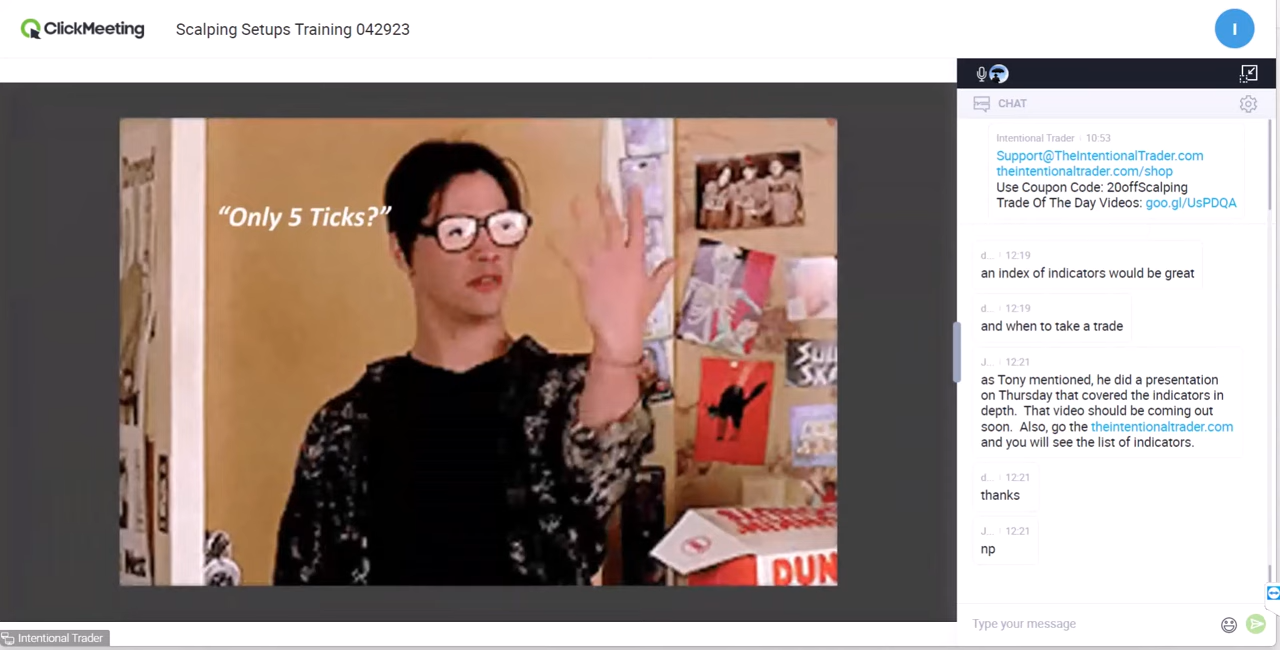 ClickMeeting
Scalping Setups Training 042923
I
CHAT
Intentional Trader 10:53
Support@TheIntentionalTrader.com
theintentionaltrader.com/shop
Use Coupon Code: 20offScalping
Trade Of The Day Videos: goo.gl/UsPDQA
“Only 5 Ticks?”
d... 12:19
an index of indicators would be great
d... 12:19
and when to take a trade
J... 12:21
as Tony mentioned, he did a presentation
on Thursday that covered the indicators in
depth. That video should be coming out
soon. Also, go the theintentionaltrader.com
and you will see the list of indicators.
d... 12:21
thanks
J... 12:21
np
DUN
Type your message
Intentional Trader